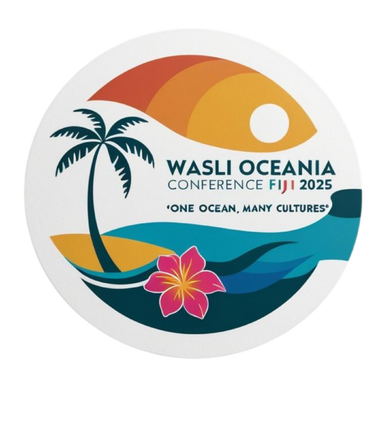 WASLI OCEANIA
CONFERENCE FIJI 2025
‘ONE OCEAN, MANY CULTURES’